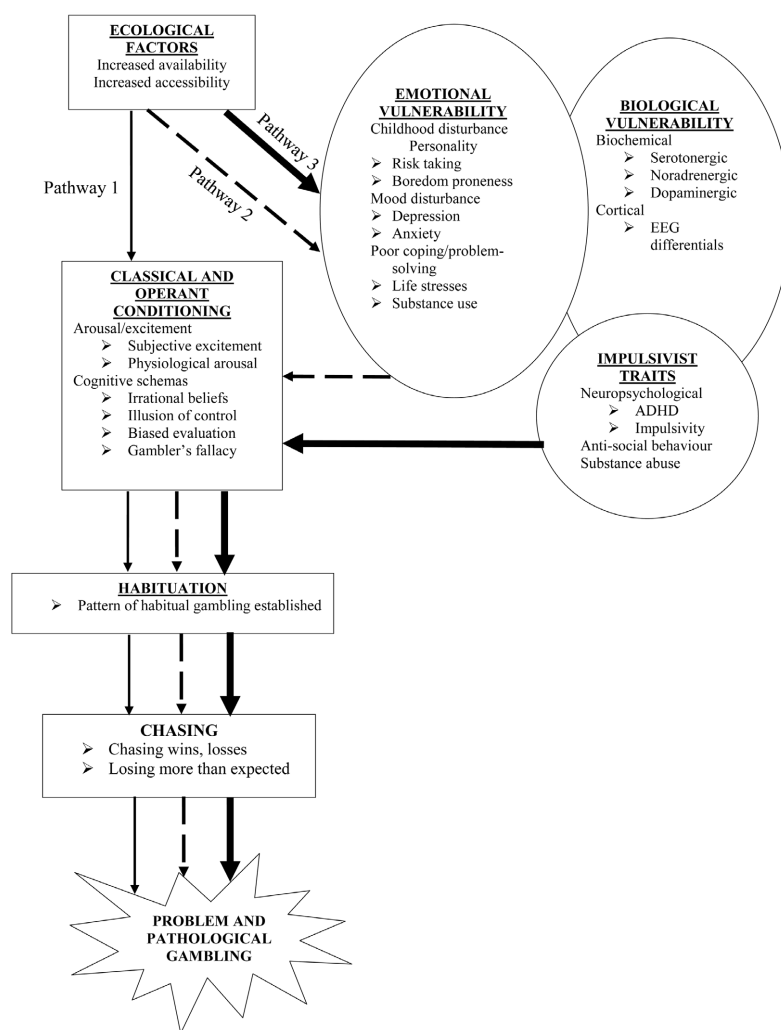 ECOLOGICAL
FACTORS
Increased availability
Increased accessibility
Pathway 1
Pathway 2
Pathway 3
EMOTIONAL
VULNERABILITY
Childhood disturbance
Personality
➢ Risk taking
➢ Boredom proneness
Mood disturbance
➢ Depression
➢ Anxiety
Poor coping/problem-
solving
➢ Life stresses
➢ Substance use
BIOLOGICAL
VULNERABILITY
Biochemical
➢ Serotonergic
➢ Noradrenergic
➢ Dopaminergic
Cortical
➢ EEG
differentials
IMPULSIVIST
TRAITS
Neuropsychological
➢ ADHD
➢ Impulsivity
Anti-social behaviour
Substance abuse
CLASSICAL AND
OPERANT
CONDITIONING
Arousal/excitement
➢ Subjective excitement
➢ Physiological arousal
Cognitive schemas
➢ Irrational beliefs
➢ Illusion of control
➢ Biased evaluation
➢ Gambler's fallacy
HABITUATION
➢ Pattern of habitual gambling established
CHASING
➢ Chasing wins, losses
➢ Losing more than expected
PROBLEM AND
PATHOLOGICAL
GAMBLING